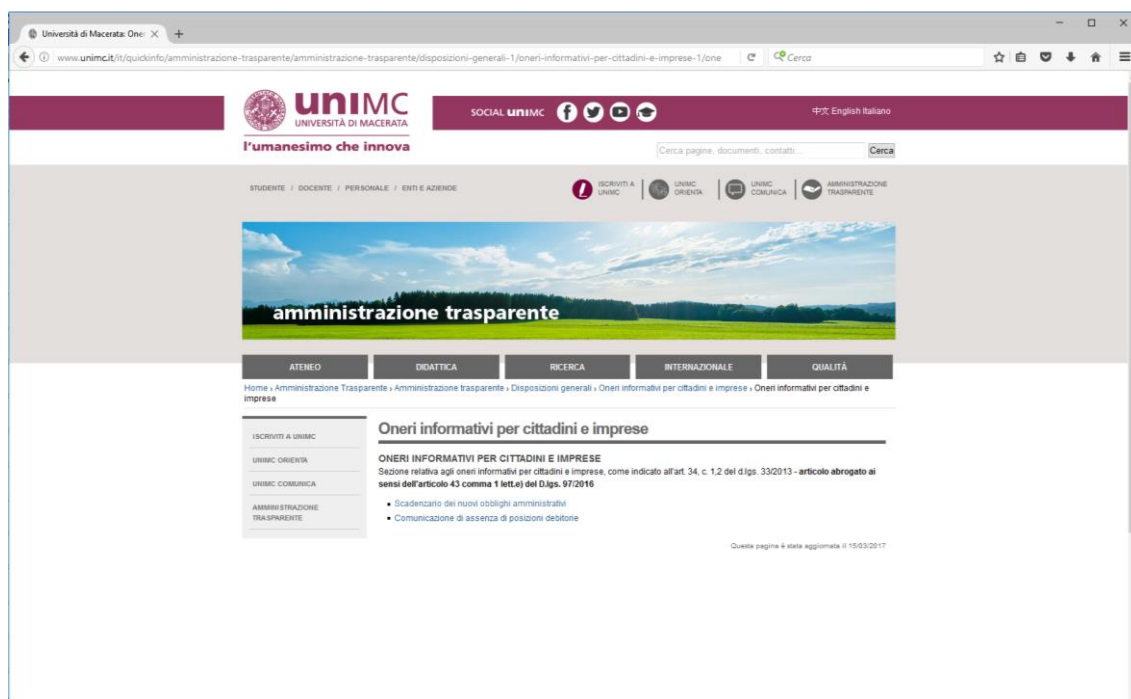 Università di Macerata: One
www.unimc.it/it/quickinfo/amministrazione-trasparente/amministrazione-trasparente/disposizioni-generali-1/oneri-informativi-per-cittadini-e-imprese-1/one
Cerca
uniMC
UNIVERSITÀ DI MACERATA
l'umanesimo che innova
SOCIAL uniMC
中文 English Italiano
Cerca pagine, documenti, contatti...
Cerca
STUDENTE / DOCENTE / PERSONALE / ENTI E AZIENDE
ISCRIVITI A
UNIMC
UNIMC
ORIENTA
UNIMC
COMUNICA
AMMINISTRAZIONE
TRASPARENTE
amministrazione trasparente
ATENEO
DIDATTICA
RICERCA
INTERNAZIONALE
QUALITÀ
Home › Amministrazione Trasparente › Amministrazione trasparente › Disposizioni generali › Oneri informativi per cittadini e imprese › Oneri informativi per cittadini e
imprese
ISCRIVITI A UNIMC
UNIMC ORIENTA
UNIMC COMUNICA
AMMINISTRAZIONE
TRASPARENTE
Oneri informativi per cittadini e imprese
ONERI INFORMATIVI PER CITTADINI E IMPRESE
Sezione relativa agli oneri informativi per cittadini e imprese, come indicato all'art. 34, c. 1,2 del d.lgs. 33/2013 - articolo abrogato ai
sensi dell'articolo 43 comma 1 lett.e) del D.lgs. 97/2016
• Scadenzario dei nuovi obblighi amministrativi
• Comunicazione di assenza di posizioni debitorie
Questa pagina è stata aggiornata il 15/03/2017